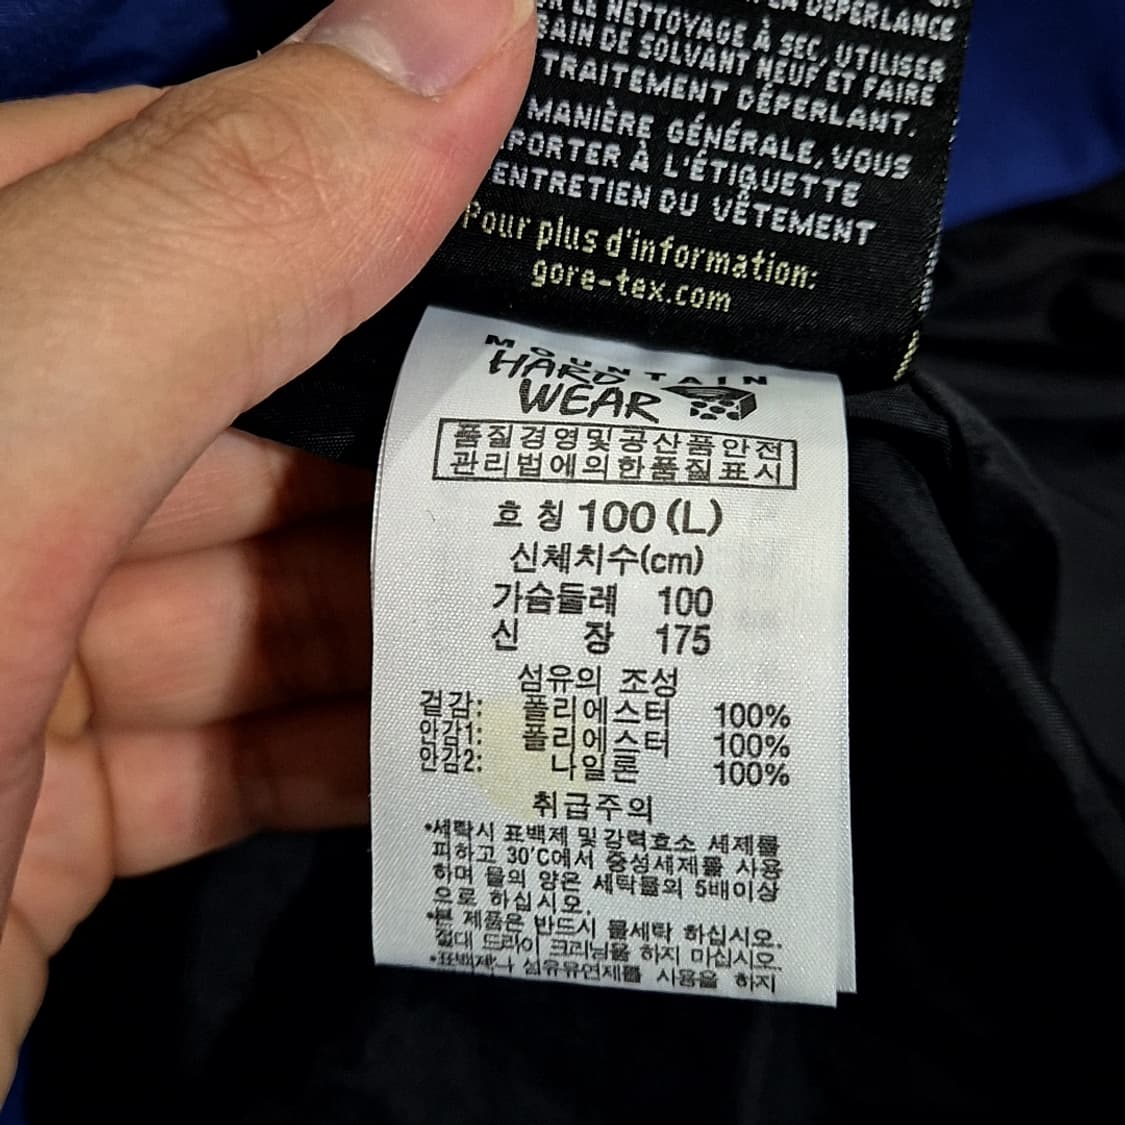 DÉPERLANCE
LE NETTOYAGE À SEC, UTILISER
BAIN DE SOLVANT NEUF ET FAIRE
TRAITEMENT DÉPERLANT.
MANIÈRE GÉNÉRALE, VOUS
PORTER À L'ÉTIQUETTE
ENTRETIEN DU VÊTEMENT
Pour plus d'information:
gore-tex.com
MOUNTAIN
HARD
WEAR
품질경영및공산품안전
관리법에의한품질표시
호칭 100 (L)
신체치수(cm)
가슴둘레 100
신 장 175
섬유의 조성
겉감: 폴리에스터 100%
안감1: 폴리에스터 100%
안감2: 나일론 100%
취급주의
*세탁시 표백제 및 강력효소 세제를
피하고 30'C에서 중성세제를 사용
하며 물의 양은 세탁물의 5배이상
으로 하십시오.
*본 제품은 반드시 물세탁 하십시오.
절대 드라이 크리닝을 하지 마십시오.
*표백제나 섬유유연제를 사용을 하지